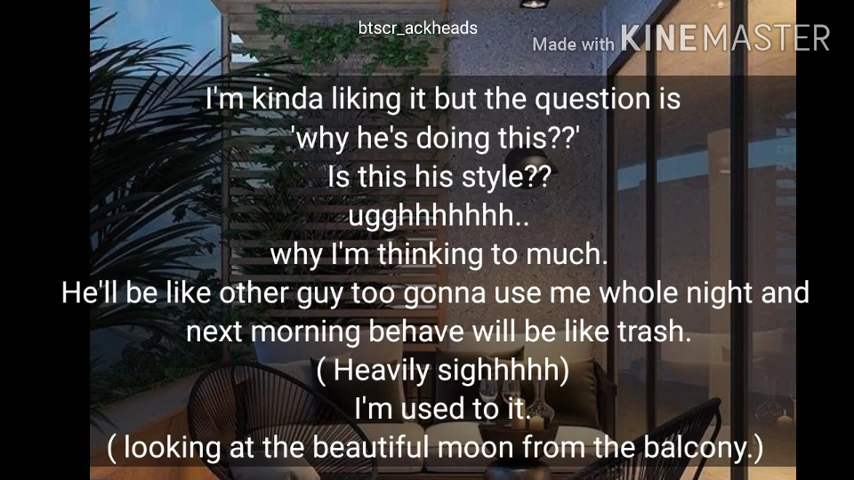 btscr_ackheads
Made with KINEMASTER
I'm kinda liking it but the question is
'why he's doing this??'
Is this his style??
ugghhhhhhh..
why I'm thinking to much.
He'll be like other guy too gonna use me whole night and
next morning behave will be like trash.
( Heavily sighhhhh)
I'm used to it.
( looking at the beautiful moon from the balcony.)